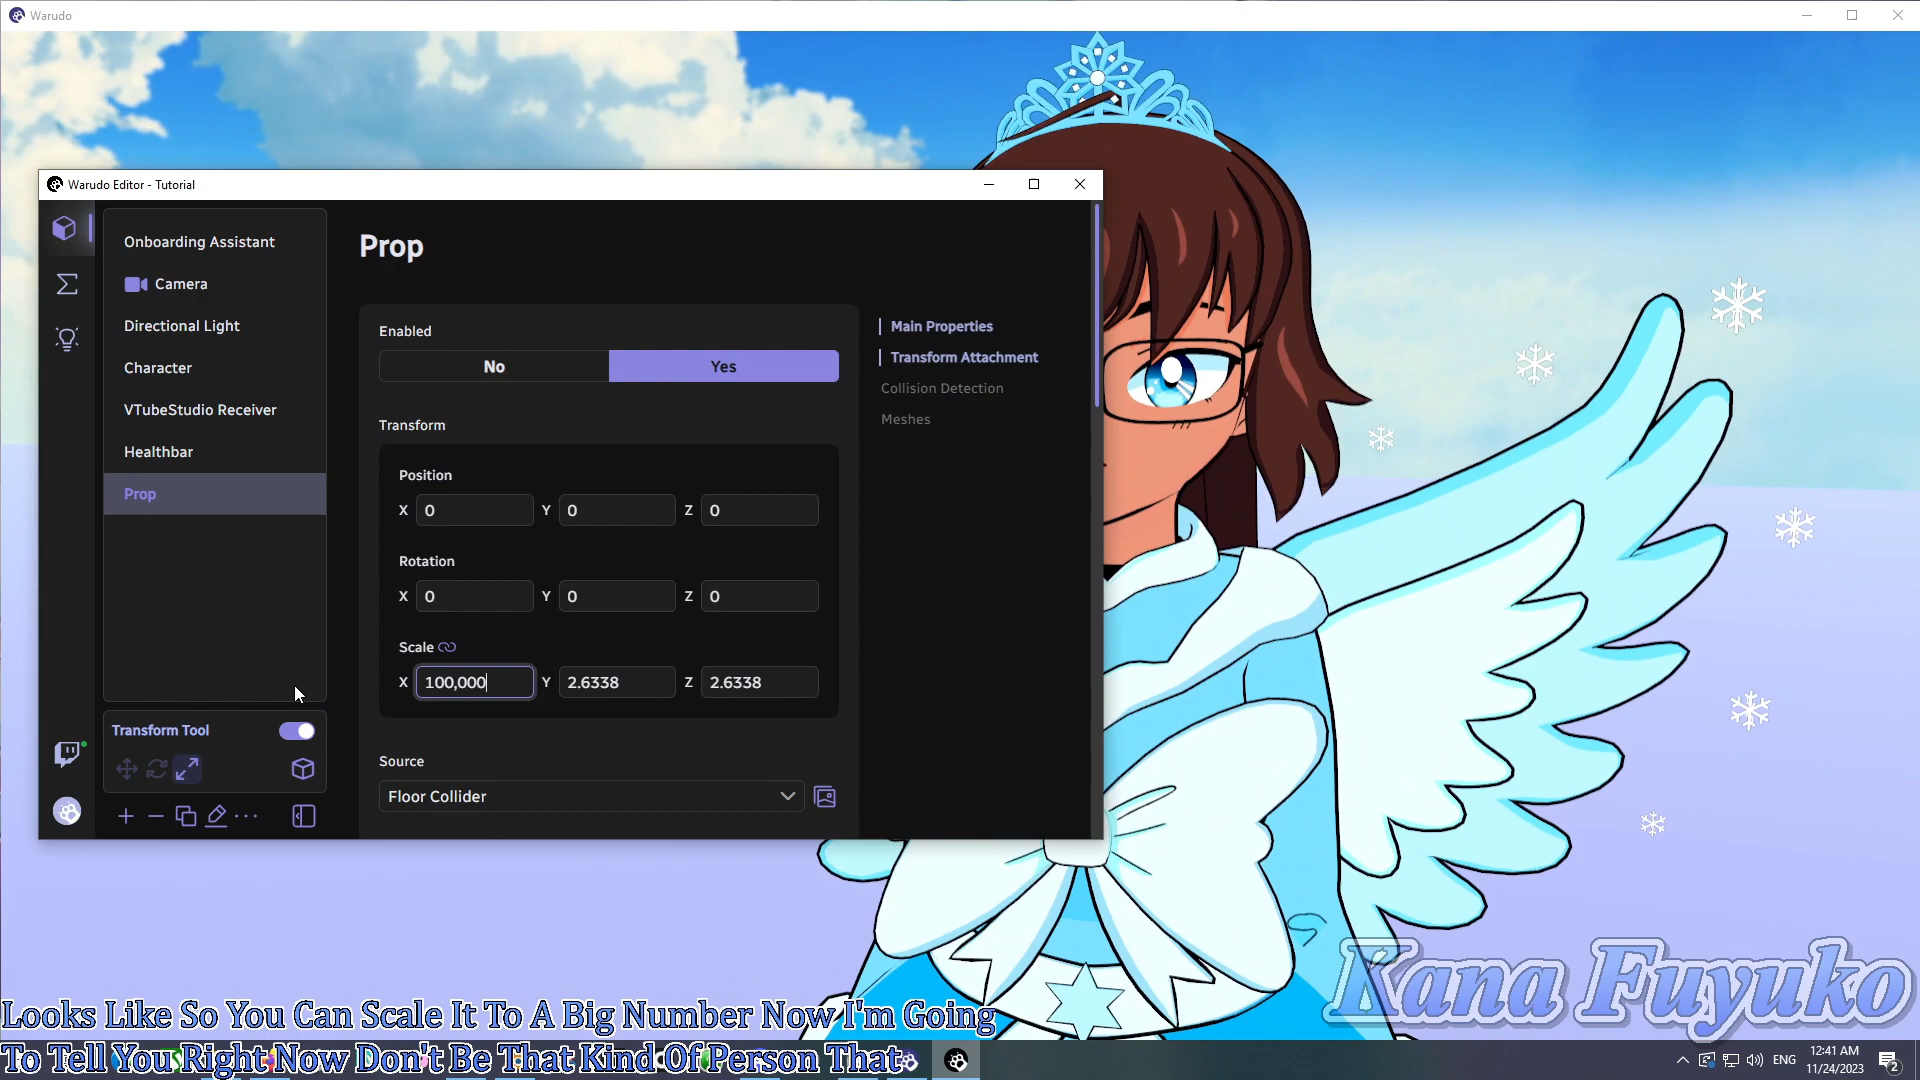 Warudo
Warudo Editor - Tutorial
Onboarding Assistant
Camera
Directional Light
Character
VTubeStudio Receiver
Healthbar
Prop
Transform Tool
Prop
Enabled
No Yes
Transform
Position
X 0 Y 0 Z 0
Rotation
X 0 Y 0 Z 0
Scale
X 100,000 Y 2.6338 Z 2.6338
Source
Floor Collider
Main Properties
Transform Attachment
Collision Detection
Meshes
Kana Fuyuko
Looks Like So You Can Scale It To A Big Number Now I'm Going
To Tell You Right Now Don't Be That Kind Of Person That
ENG
12:41 AM
11/24/2023
2